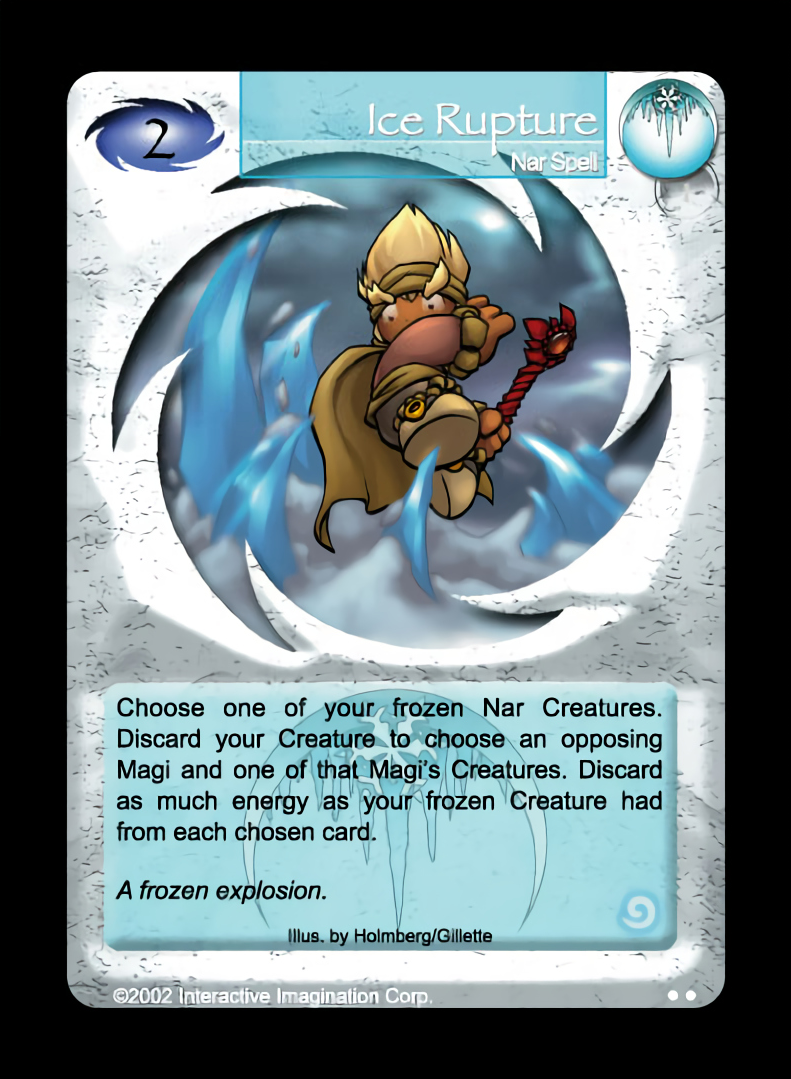 2
Ice Rupture
Nar Spell
Choose one of your frozen Nar Creatures.
Discard your Creature to choose an opposing
Magi and one of that Magi's Creatures. Discard
as much energy as your frozen Creature had
from each chosen card.
A frozen explosion.
Illus. by Holmberg/Gillette
©2002 Interactive Imagination Corp.